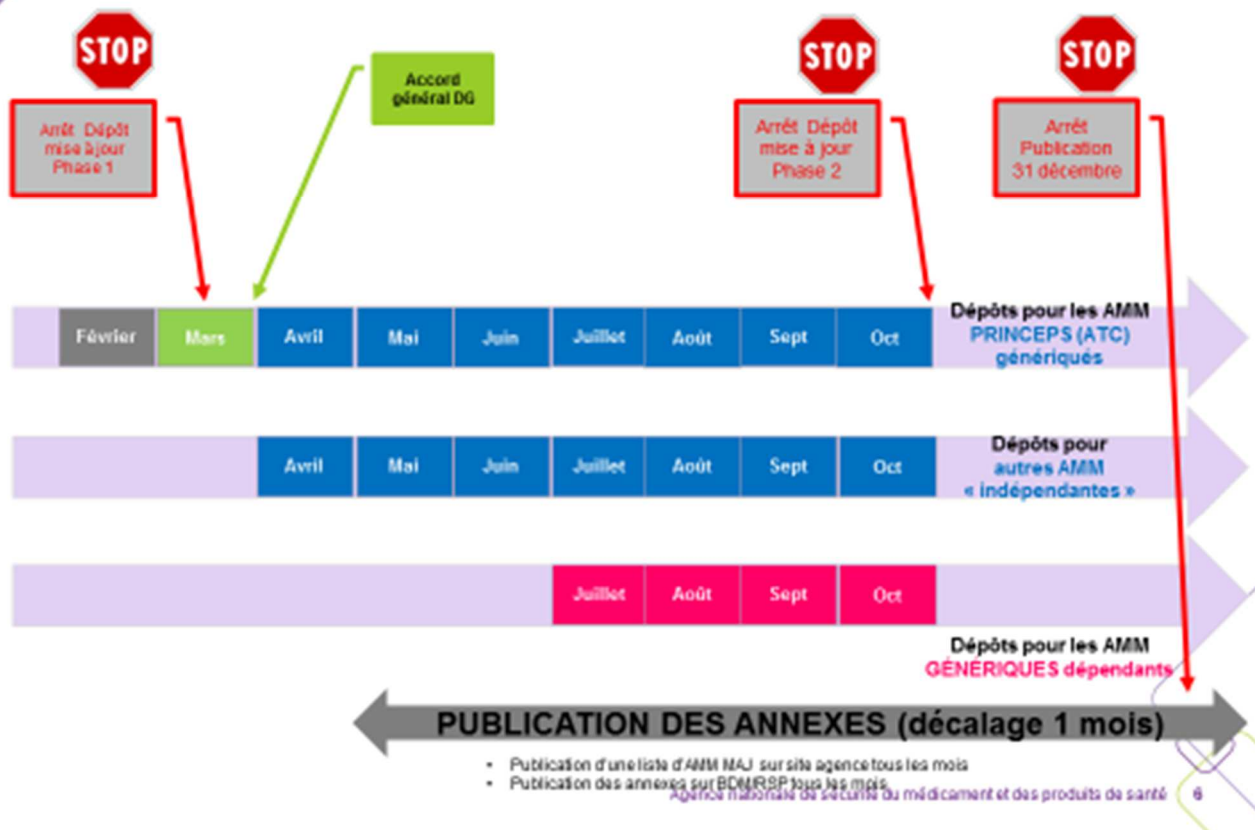 STOP
STOP
STOP
Arrêt Dépôt
mise à jour
Phase 1
Accord
général DG
Arrêt Dépôt
mise à jour
Phase 2
Arrêt
Publication
31 décembre
Février Mars Avril Mai Juin Juillet Août Sept Oct
Dépôts pour les AMM
PRINCEPS (ATC)
génériqués
Avril Mai Juin Juillet Août Sept Oct
Dépôts pour
autres AMM
« indépendantes »
Juillet Août Sept Oct
Dépôts pour les AMM
GÉNÉRIQUES dépendants
PUBLICATION DES ANNEXES (décalage 1 mois)
• Publication d'une liste d'AMM MAJ sur site agence tous les mois
• Publication des annexes sur BDM/RSP tous les mois
Agence nationale de sécurité du médicament et des produits de santé 6